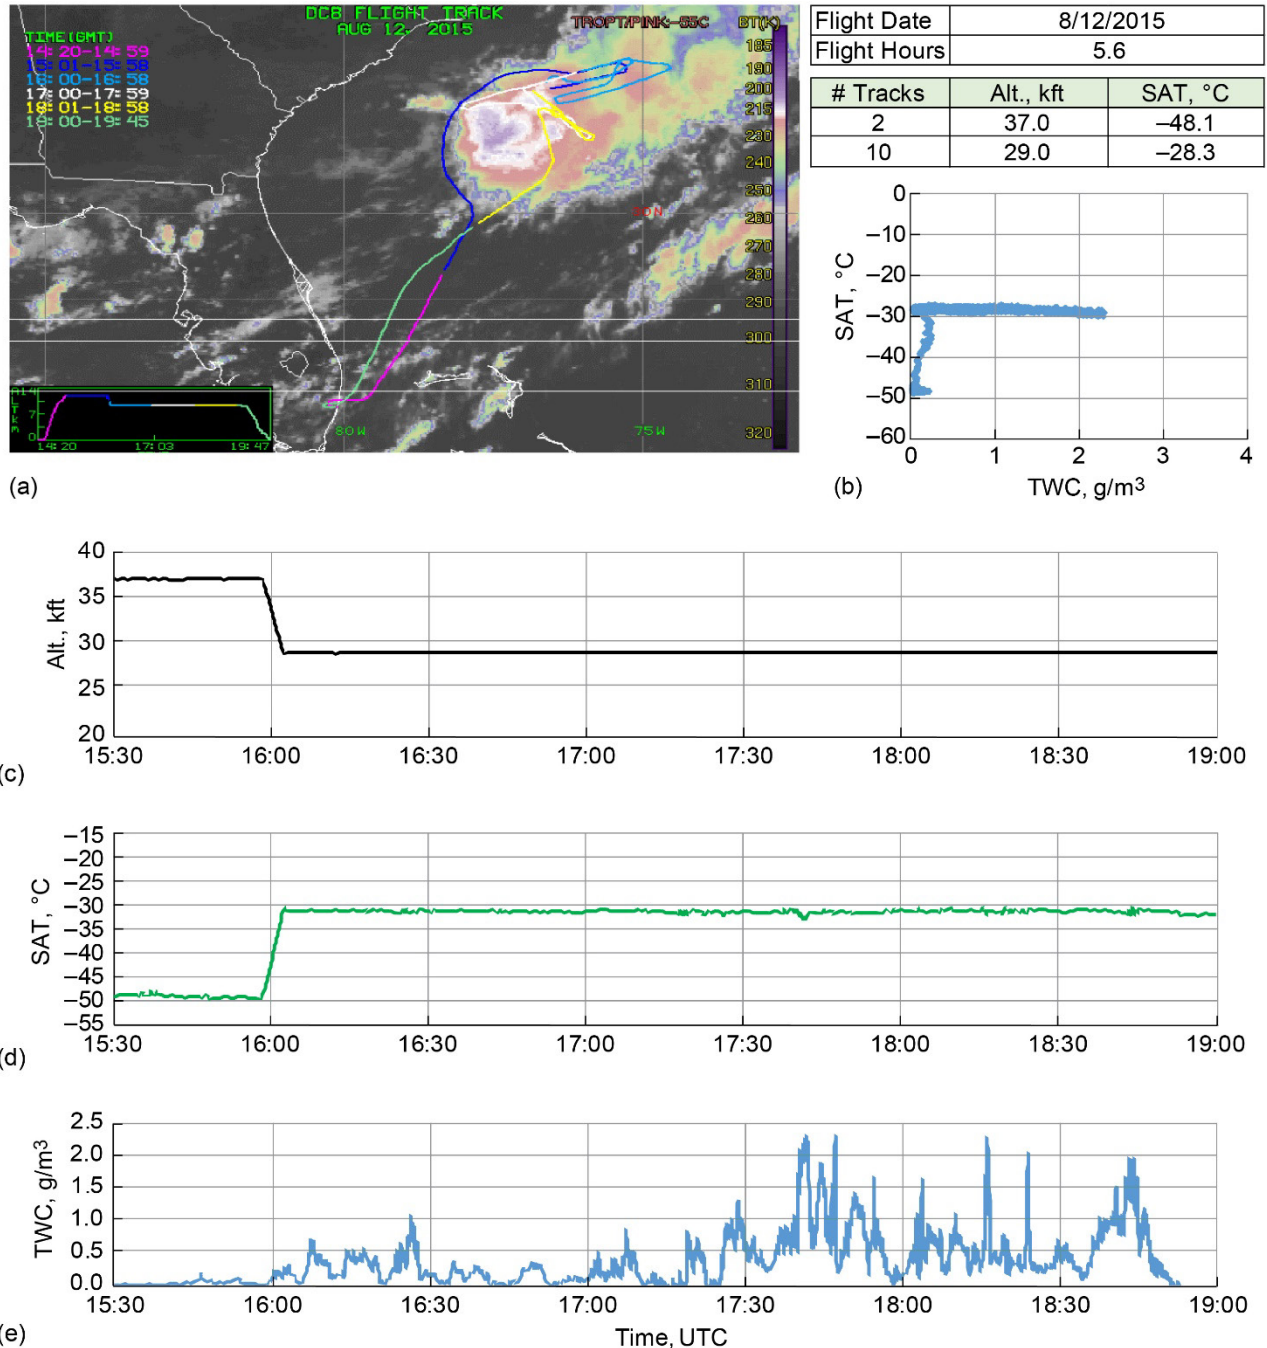 DC8 FLIGHT TRACK
AUG 12, 2015
TIME(GMT)
14:20-14:59
15:01-15:58
16:00-16:58
17:00-17:59
18:01-18:58
18:00-19:45
TROPT/PINK:-55C
BT(K)
185
190
200
215
230
240
250
260
270
280
290
300
310
320
30N
80W
75W
7
0
14:20
17:03
19:47
(a)
Flight Date 8/12/2015
Flight Hours 5.6
# Tracks Alt., kft SAT, °C
2 37.0 –48.1
10 29.0 –28.3
SAT, °C
0
–10
–20
–30
–40
–50
–60
0 1 2 3 4
TWC, g/m³
(b)
Alt., kft
40
35
30
25
20
15:30 16:00 16:30 17:00 17:30 18:00 18:30 19:00
(c)
SAT, °C
–15
–20
–25
–30
–35
–40
–45
–50
–55
15:30 16:00 16:30 17:00 17:30 18:00 18:30 19:00
(d)
TWC, g/m³
2.5
2.0
1.5
1.0
0.5
0.0
15:30 16:00 16:30 17:00 17:30 18:00 18:30 19:00
Time, UTC
(e)